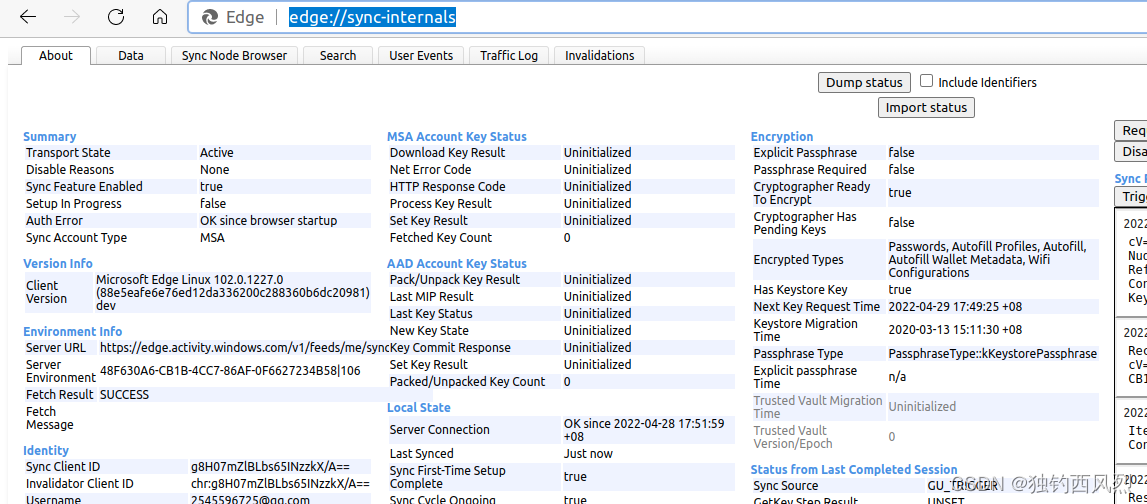 Edge | edge://sync-internals
About Data Sync Node Browser Search User Events Traffic Log Invalidations
Dump status Include Identifiers
Import status
Summary
Transport State Active
Disable Reasons None
Sync Feature Enabled true
Setup In Progress false
Auth Error OK since browser startup
Sync Account Type MSA
Version Info
Client
Version
Microsoft Edge Linux 102.0.1227.0
(88e5eafe6e76ed12da336200c288360b6dc20981)
dev
Environment Info
Server URL https://edge.activity.windows.com/v1/feeds/me/sync
Server
Environment
48F630A6-CB1B-4CC7-86AF-0F6627234B58|106
Fetch Result SUCCESS
Fetch
Message
Identity
Sync Client ID g8H07mZlBLbs65INzzkX/A==
Invalidator Client ID chr:g8H07mZlBLbs65INzzkX/A==
Username 2545596725@qq.com
MSA Account Key Status
Download Key Result Uninitialized
Net Error Code Uninitialized
HTTP Response Code Uninitialized
Process Key Result Uninitialized
Set Key Result Uninitialized
Fetched Key Count 0
AAD Account Key Status
Pack/Unpack Key Result Uninitialized
Last MIP Result Uninitialized
Last Key Status Uninitialized
New Key State Uninitialized
Key Commit Response Uninitialized
Set Key Result Uninitialized
Packed/Unpacked Key Count 0
Local State
Server Connection
OK since 2022-04-28 17:51:59
+08
Last Synced Just now
Sync First-Time Setup
Complete
true
Sync Cycle Ongoing true
Encryption
Explicit Passphrase false
Passphrase Required false
Cryptographer Ready
To Encrypt
true
Cryptographer Has
Pending Keys
false
Encrypted Types
Passwords, Autofill Profiles, Autofill,
Autofill Wallet Metadata, Wifi
Configurations
Has Keystore Key true
Next Key Request Time 2022-04-29 17:49:25 +08
Keystore Migration
Time
2020-03-13 15:11:30 +08
Passphrase Type PassphraseType::kKeystorePassphrase
Explicit passphrase
Time
n/a
Trusted Vault Migration
Time
Uninitialized
Trusted Vault
Version/Epoch
0
Status from Last Completed Session
Sync Source GU_TRIGGER
GetKey Step Result UNSET
Req
Disa
Sync
Trig
2022
cV=
Nuc
Ref
Con
Key
2022
Rec
cV=
CB1
2022
Ite
Con
2022
Res
CSDN @独钓西风烈